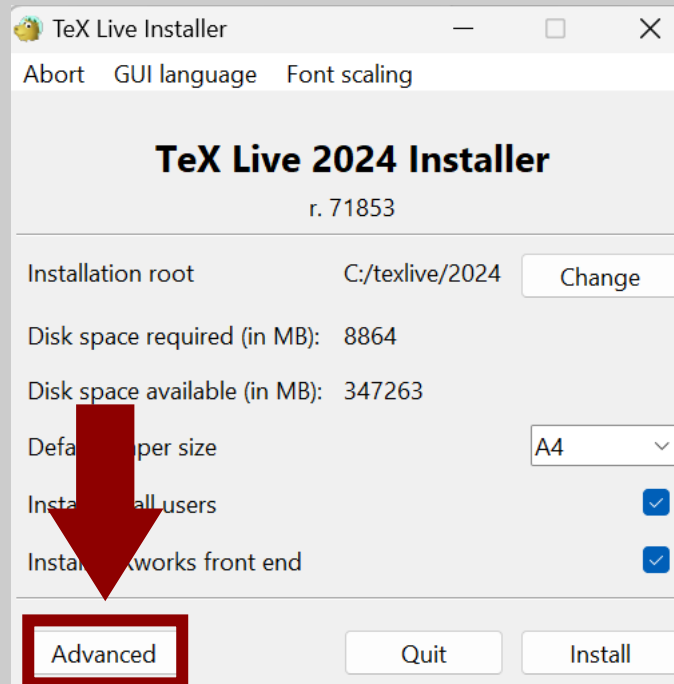 TeX Live Installer
Abort GUI language Font scaling
TeX Live 2024 Installer
r. 71853
Installation root C:/texlive/2024 Change
Disk space required (in MB): 8864
Disk space available (in MB): 347263
size A4
users
front end
Advanced Quit Install